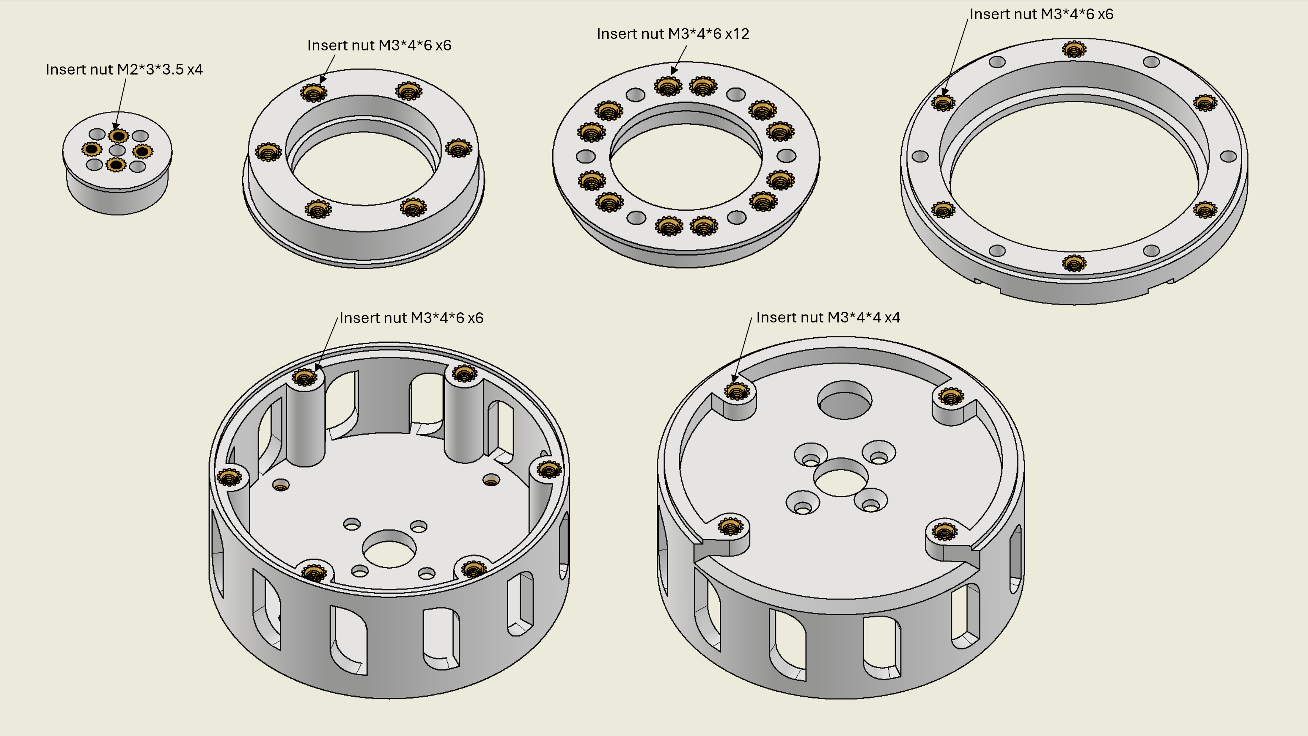 Insert nut M3*4*6 x6
Insert nut M3*4*6 x12
Insert nut M3*4*6 x6
Insert nut M2*3*3.5 x4
Insert nut M3*4*6 x6
Insert nut M3*4*4 x4